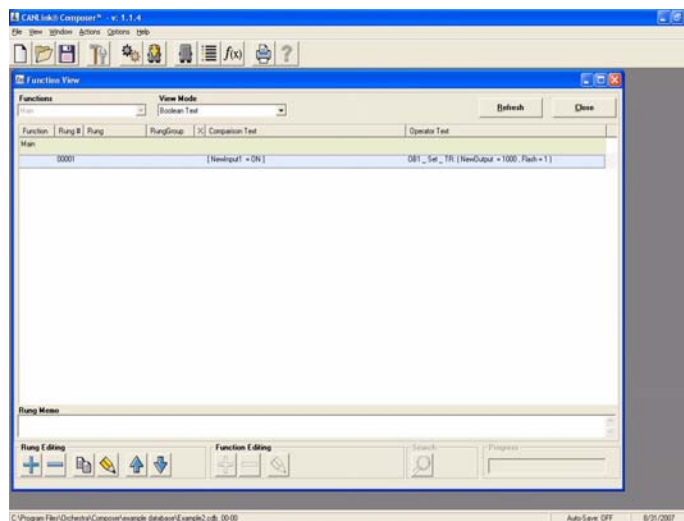 CANLink® Composer™ - v: 1.1.4
File View Window Actions Options Help
f(x)
Function View
Functions
View Mode
Main
Boolean Text
Refresh
Close
Function Rung # Rung RungGroup X Comparison Text Operator Text
Main
00001 [ NewInput1 = ON ] OB1 _ Set _ TR: ( NewOutput = 1000 , Flash = 1 )
Rung Memo
Rung Editing
Function Editing
Search
Progress
C:\Program Files\Orchestra\Composer\example database\Example2.cdb 00-00 Auto-Save: OFF 8/31/2007